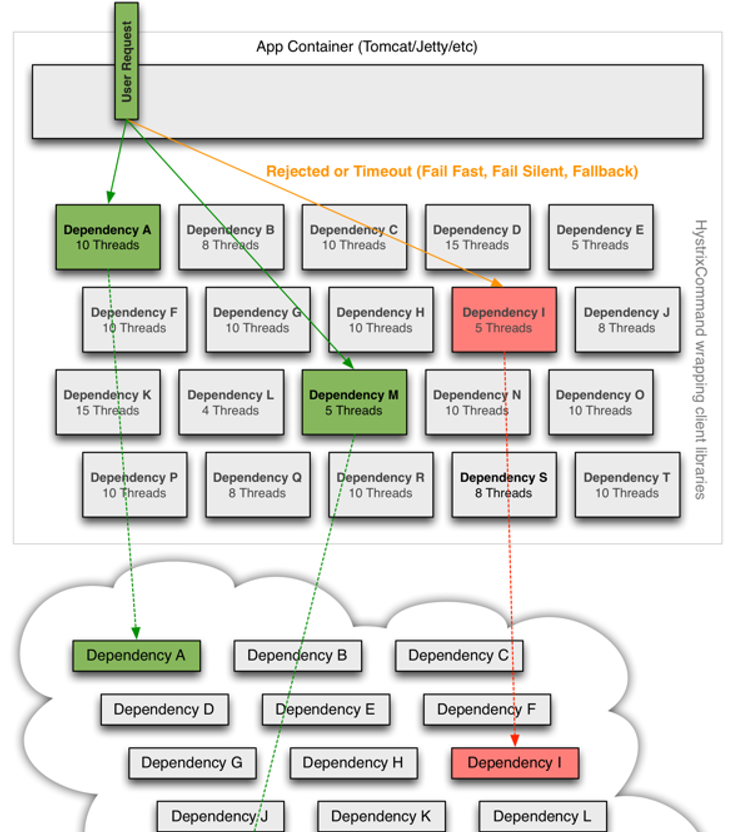 User Request
App Container (Tomcat/Jetty/etc)
Rejected or Timeout (Fail Fast, Fail Silent, Fallback)
Dependency A
10 Threads
Dependency B
8 Threads
Dependency C
10 Threads
Dependency D
15 Threads
Dependency E
5 Threads
Dependency F
10 Threads
Dependency G
10 Threads
Dependency H
10 Threads
Dependency I
5 Threads
Dependency J
8 Threads
Dependency K
15 Threads
Dependency L
4 Threads
Dependency M
5 Threads
Dependency N
10 Threads
Dependency O
10 Threads
Dependency P
10 Threads
Dependency Q
8 Threads
Dependency R
10 Threads
Dependency S
8 Threads
Dependency T
10 Threads
HystrixCommand wrapping client libraries
Dependency A
Dependency B
Dependency C
Dependency D
Dependency E
Dependency F
Dependency G
Dependency H
Dependency I
Dependency J
Dependency K
Dependency L